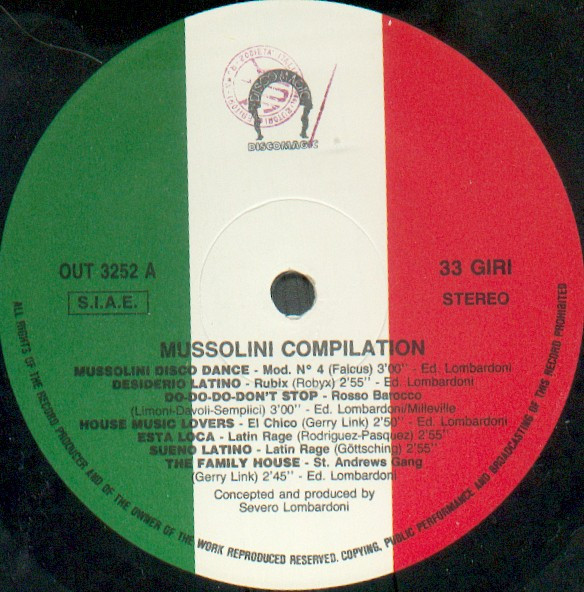 DISCOMAGIC
OUT 3252 A
S.I.A.E.
33 GIRI
STEREO
MUSSOLINI COMPILATION
MUSSOLINI DISCO DANCE - Mod. N° 4 (Falcus) 3'00" - Ed. Lombardoni
DESIDERIO LATINO - Rubix (Robyx) 2'55" - Ed. Lombardoni
DO-DO-DO-DON'T STOP - Rosso Barocco
(Limoni-Davoli-Semplici) 3'00" - Ed. Lombardoni/Milleville
HOUSE MUSIC LOVERS - El Chico (Gerry Link) 2'50" - Ed. Lombardoni
ESTA LOCA - Latin Rage (Rodriguez-Pasquez) 2'55"
SUENO LATINO - Latin Rage (Göttsching) 2'55"
THE FAMILY HOUSE - St. Andrews Gang
(Gerry Link) 2'45" - Ed. Lombardoni
Concepted and produced by
Severo Lombardoni
ALL RIGHTS OF THE RECORD PRODUCER AND OF THE OWNER OF THE WORK REPRODUCED RESERVED. COPYING, PUBLIC PERFORMANCE AND BROADCASTING OF THIS RECORD PROHIBITED